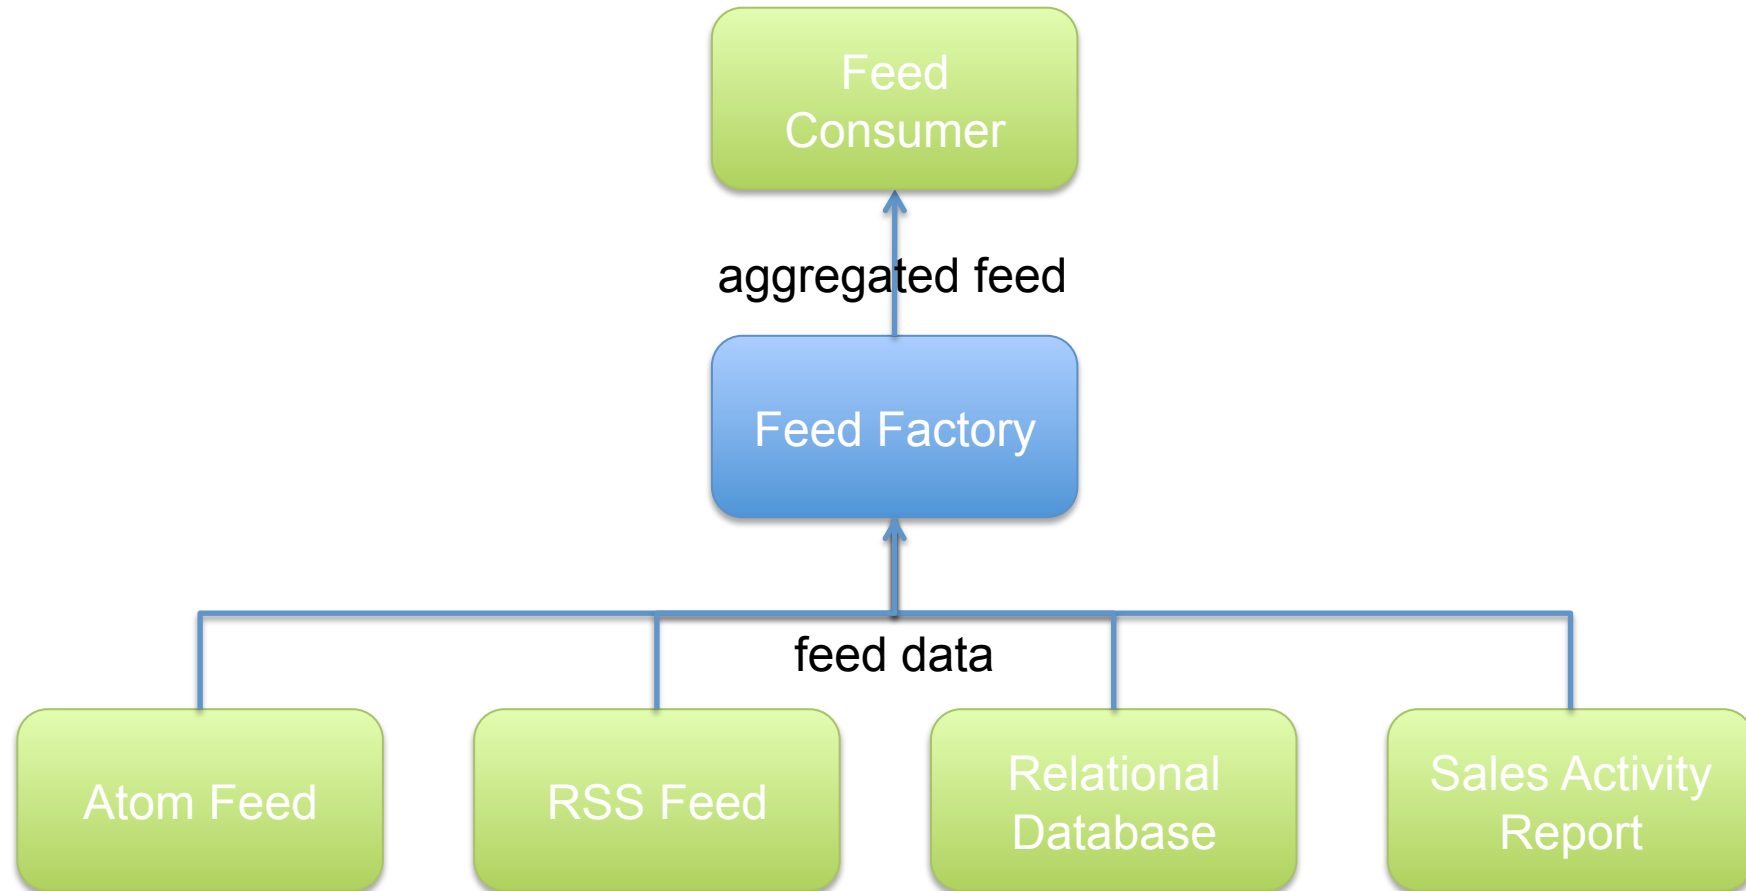 Feed
Consumer
aggregated feed
Feed Factory
feed data
Atom Feed
RSS Feed
Relational
Database
Sales Activity
Report